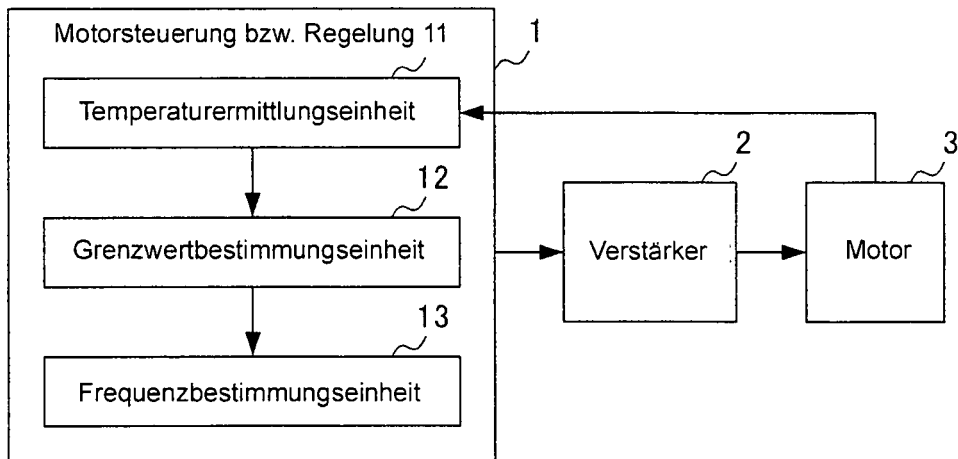 Motorsteuerung bzw. Regelung 11
1
Temperaturermittlungseinheit
12
Grenzwertbestimmungseinheit
13
Frequenzbestimmungseinheit
2
Verstärker
3
Motor